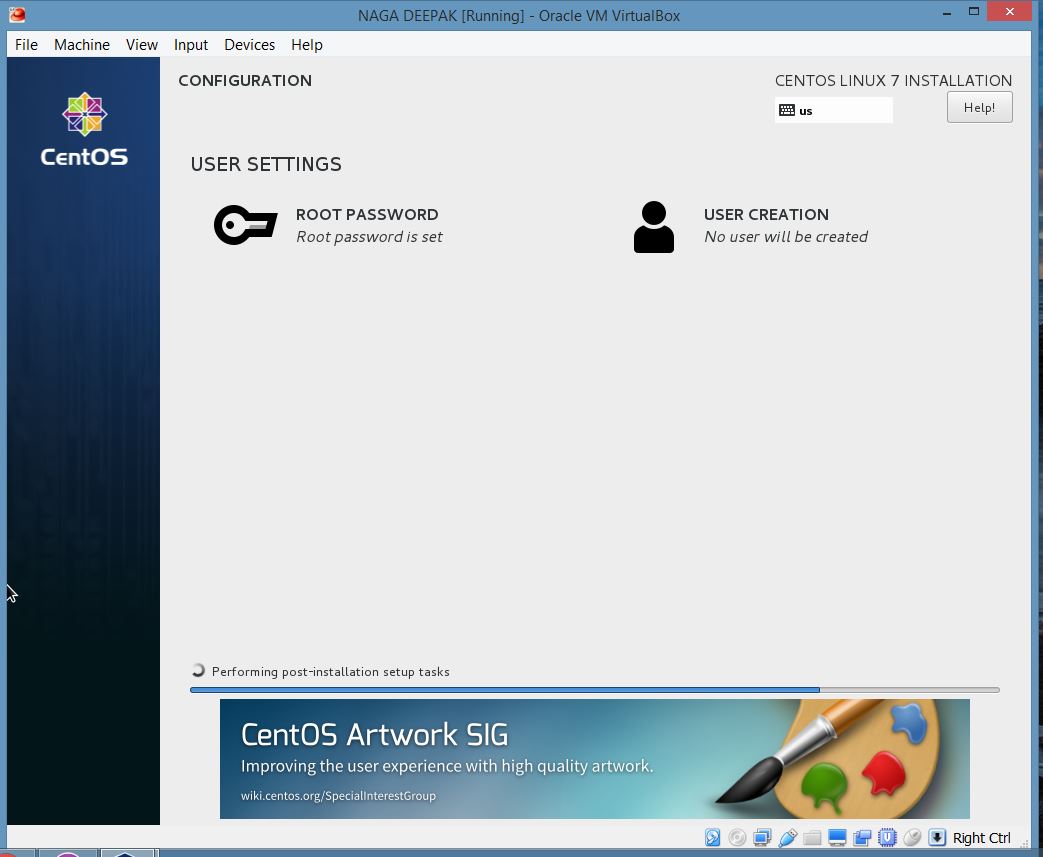 NAGA DEEPAK [Running] - Oracle VM VirtualBox
File Machine View Input Devices Help
CentOS
CONFIGURATION
CENTOS LINUX 7 INSTALLATION
us
Help!
USER SETTINGS
ROOT PASSWORD
Root password is set
USER CREATION
No user will be created
Performing post-installation setup tasks
CentOS Artwork SIG
Improving the user experience with high quality artwork.
wiki.centos.org/SpecialInterestGroup
Right Ctrl